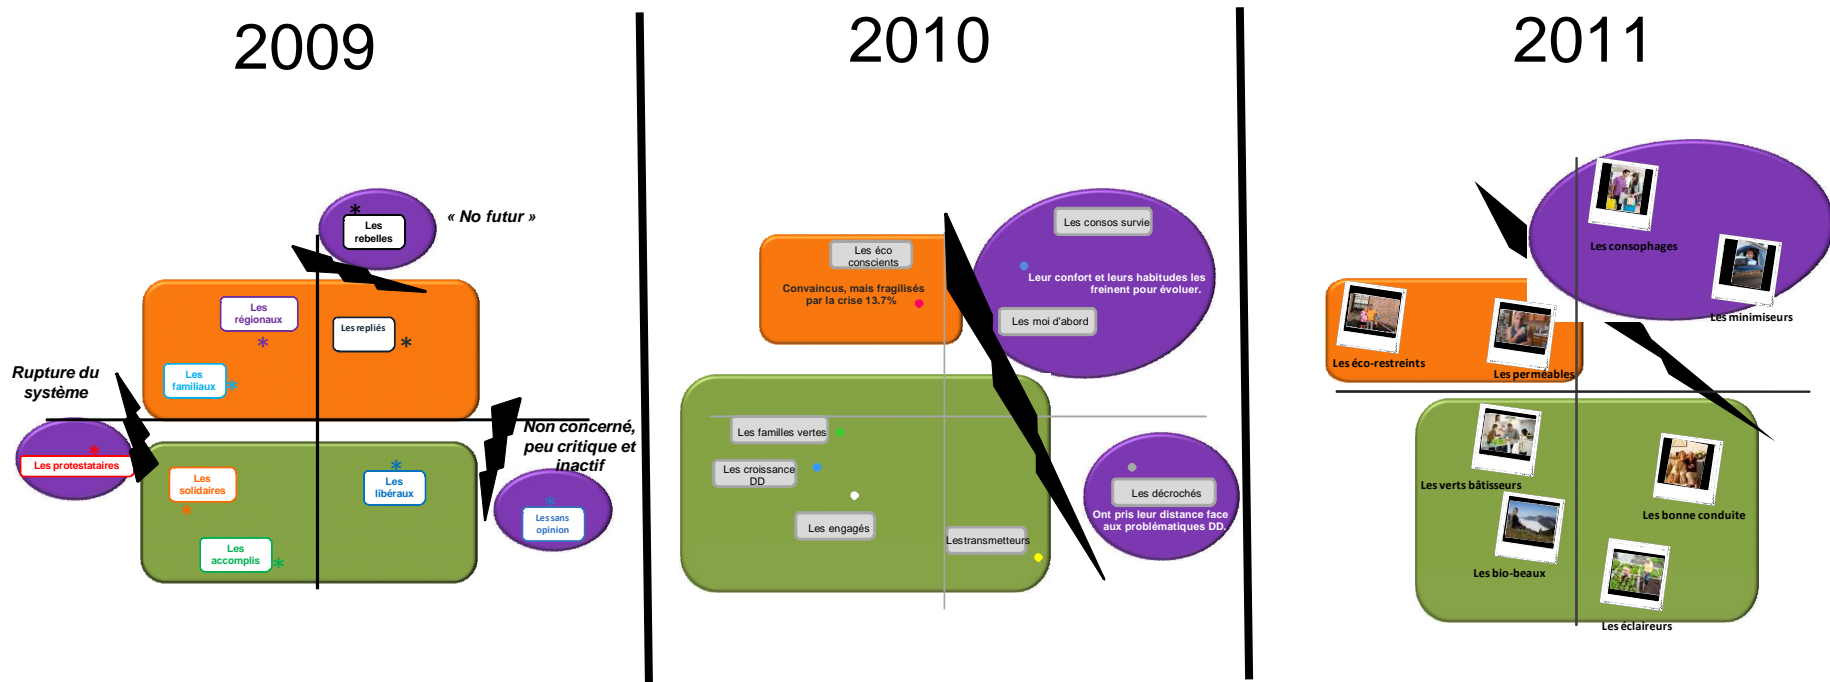 2009
Les
rebelles
« No futur »
Les
régionaux
Les repliés
Les
familiaux
Rupture du
système
Les protestataires
Non concerné,
peu critique et
inactif
Les
solidaires
Les
libéraux
Les sans
opinion
Les
accomplis
2010
Les éco
conscients
Convaincus, mais fragilisés
par la crise 13.7%
Les consos survie
Leur confort et leurs habitudes les
freinent pour évoluer.
Les moi d'abord
Les familles vertes
Les croissance
DD
Les engagés
Les transmetteurs
Les décrochés
Ont pris leur distance face
aux problématiques DD.
2011
Les consophages
Les minimiseurs
Les éco-restreints
Les perméables
Les verts bâtisseurs
Les bonne conduite
Les bio-beaux
Les éclaireurs